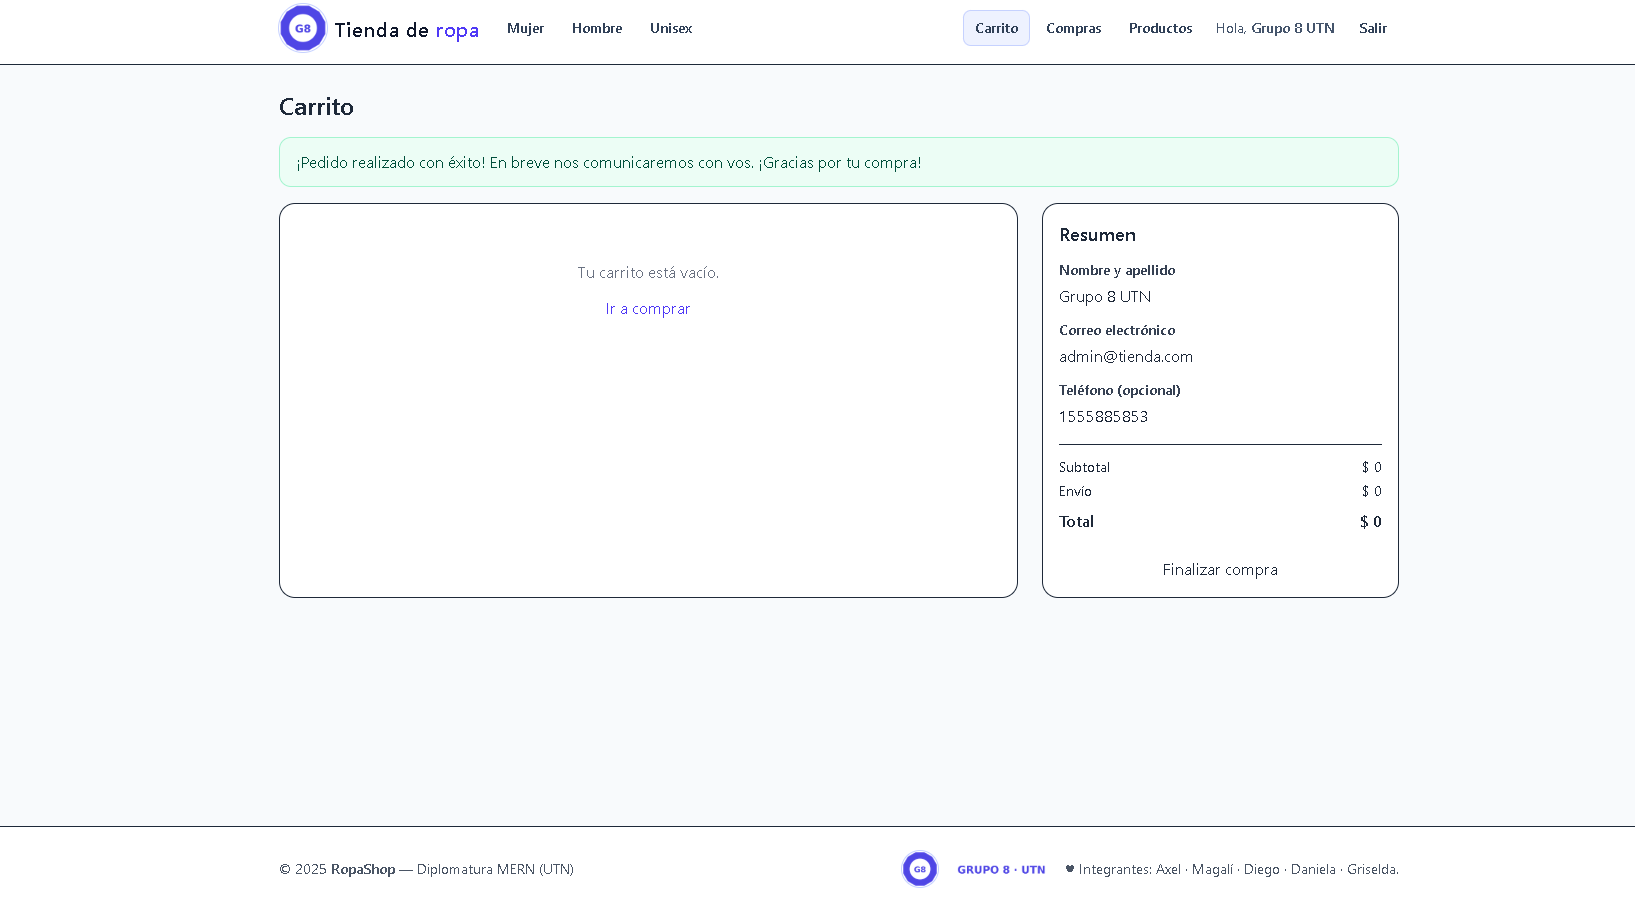 G8 Tienda de ropa Mujer Hombre Unisex Carrito Compras Productos Hola, Grupo 8 UTN Salir
Carrito
¡Pedido realizado con éxito! En breve nos comunicaremos con vos. ¡Gracias por tu compra!
Tu carrito está vacío.
Ir a comprar
Resumen
Nombre y apellido
Grupo 8 UTN
Correo electrónico
admin@tienda.com
Teléfono (opcional)
1555885853
Subtotal $ 0
Envío $ 0
Total $ 0
Finalizar compra
© 2025 RopaShop — Diplomatura MERN (UTN) G8 GRUPO 8 · UTN ♥ Integrantes: Axel · Magalí · Diego · Daniela · Griselda.